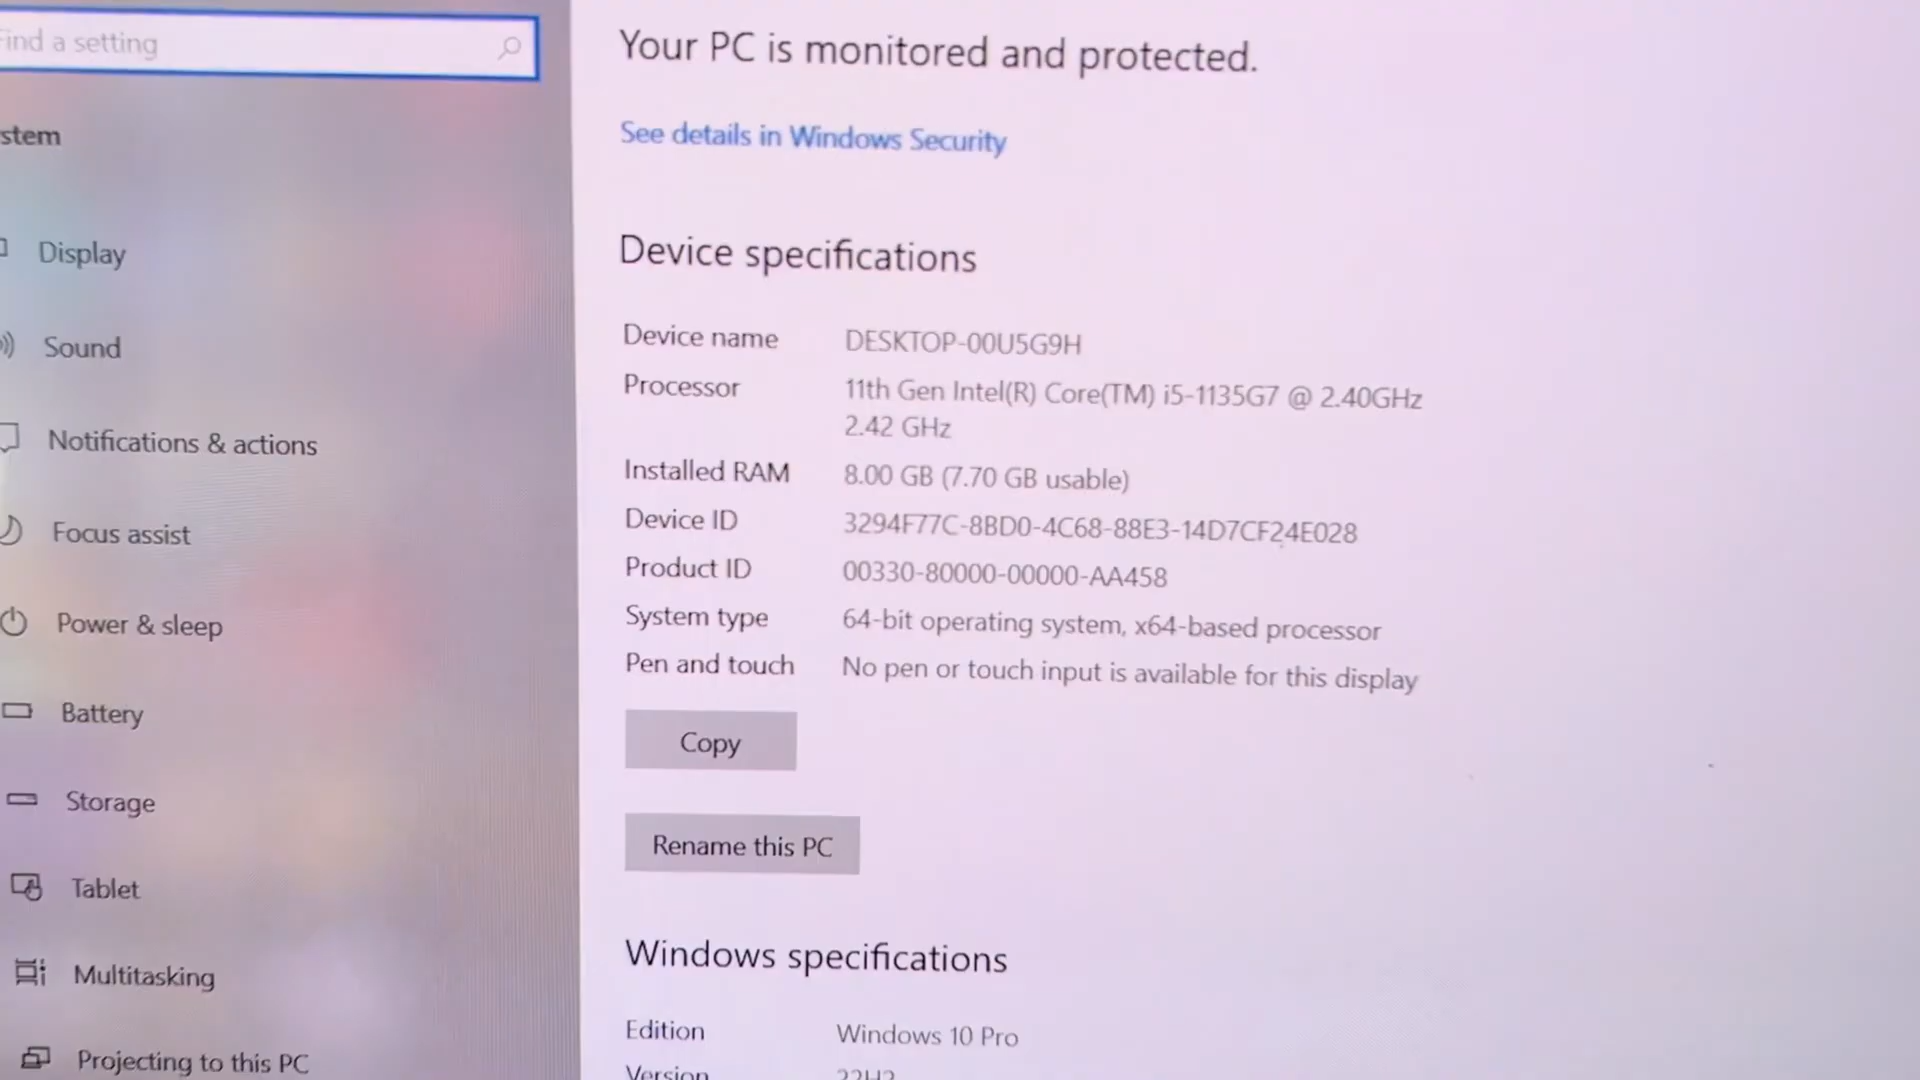 Find a setting
stem
Display
Sound
Notifications & actions
Focus assist
Power & sleep
Battery
Storage
Tablet
Multitasking
Projecting to this PC
Your PC is monitored and protected.
See details in Windows Security
Device specifications
Device name DESKTOP-00U5G9H
Processor 11th Gen Intel(R) Core(TM) i5-1135G7 @ 2.40GHz
2.42 GHz
Installed RAM 8.00 GB (7.70 GB usable)
Device ID 3294F77C-8BD0-4C68-88E3-14D7CF24E028
Product ID 00330-80000-00000-AA458
System type 64-bit operating system, x64-based processor
Pen and touch No pen or touch input is available for this display
Copy
Rename this PC
Windows specifications
Edition Windows 10 Pro
Version 22H2